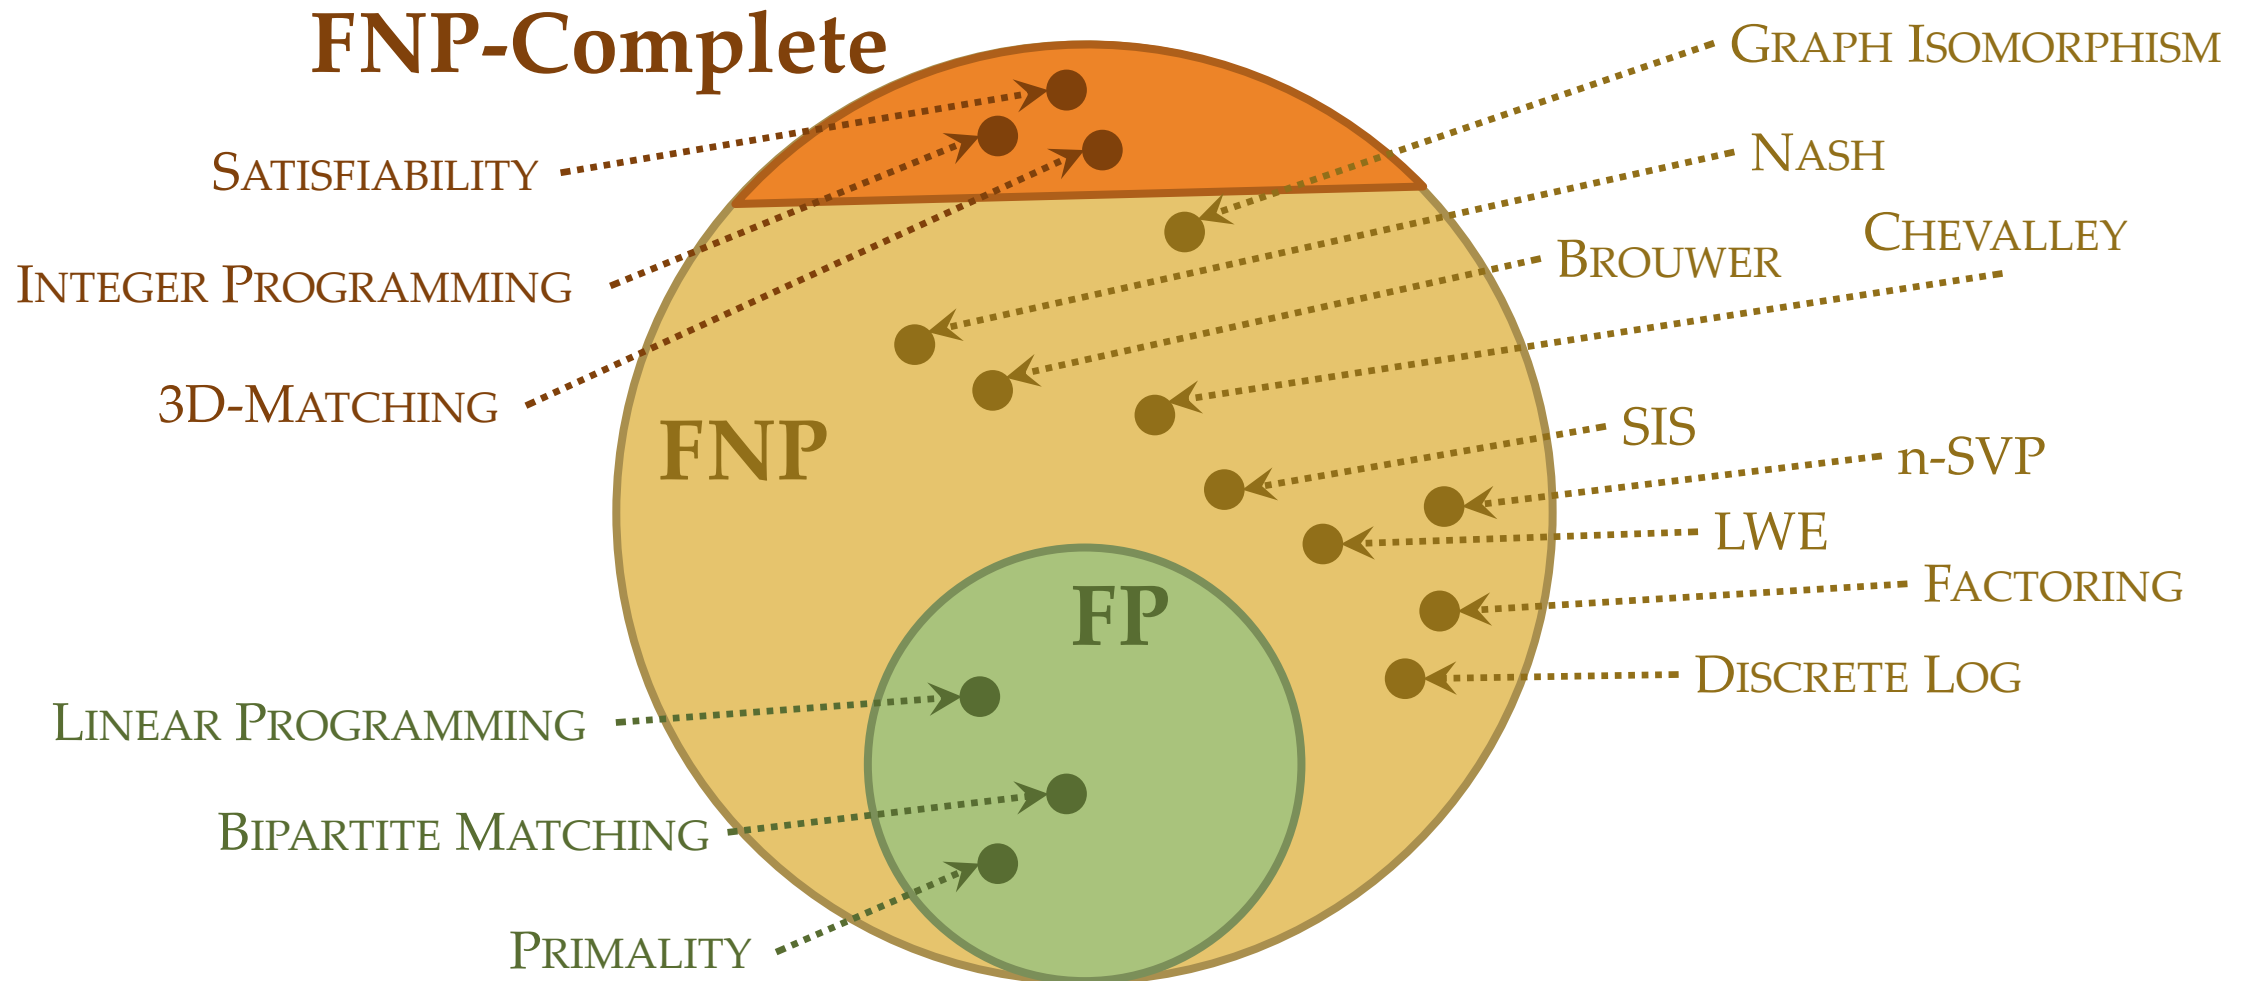 FNP-Complete
GRAPH ISOMORPHISM
SATISFIABILITY
NASH
CHEVALLEY
BROUWER
INTEGER PROGRAMMING
3D-MATCHING
SIS
FNP
n-SVP
LWE
FACTORING
FP
DISCRETE LOG
LINEAR PROGRAMMING
BIPARTITE MATCHING
PRIMALITY